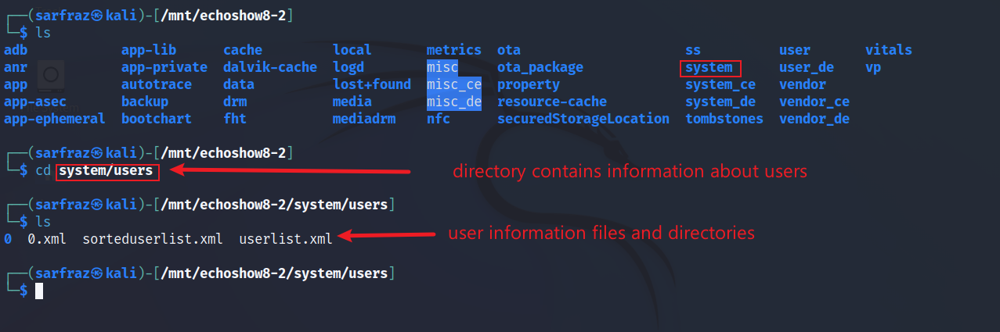 ┌──(sarfraz㉿kali)-[/mnt/echoshow8-2]
└─$ ls
adb app-lib cache local metrics ota ss user vitals
anr app-private dalvik-cache logd misc ota_package system user_de vp
app autotrace data lost+found misc_ce property system_ce vendor
app-asec backup drm media misc_de resource-cache system_de vendor_ce
app-ephemeral bootchart fht mediadrm nfc securedStorageLocation tombstones vendor_de
┌──(sarfraz㉿kali)-[/mnt/echoshow8-2]
└─$ cd system/users directory contains information about users
┌──(sarfraz㉿kali)-[/mnt/echoshow8-2/system/users]
└─$ ls
0 0.xml sorteduserlist.xml userlist.xml user information files and directories
┌──(sarfraz㉿kali)-[/mnt/echoshow8-2/system/users]
└─$